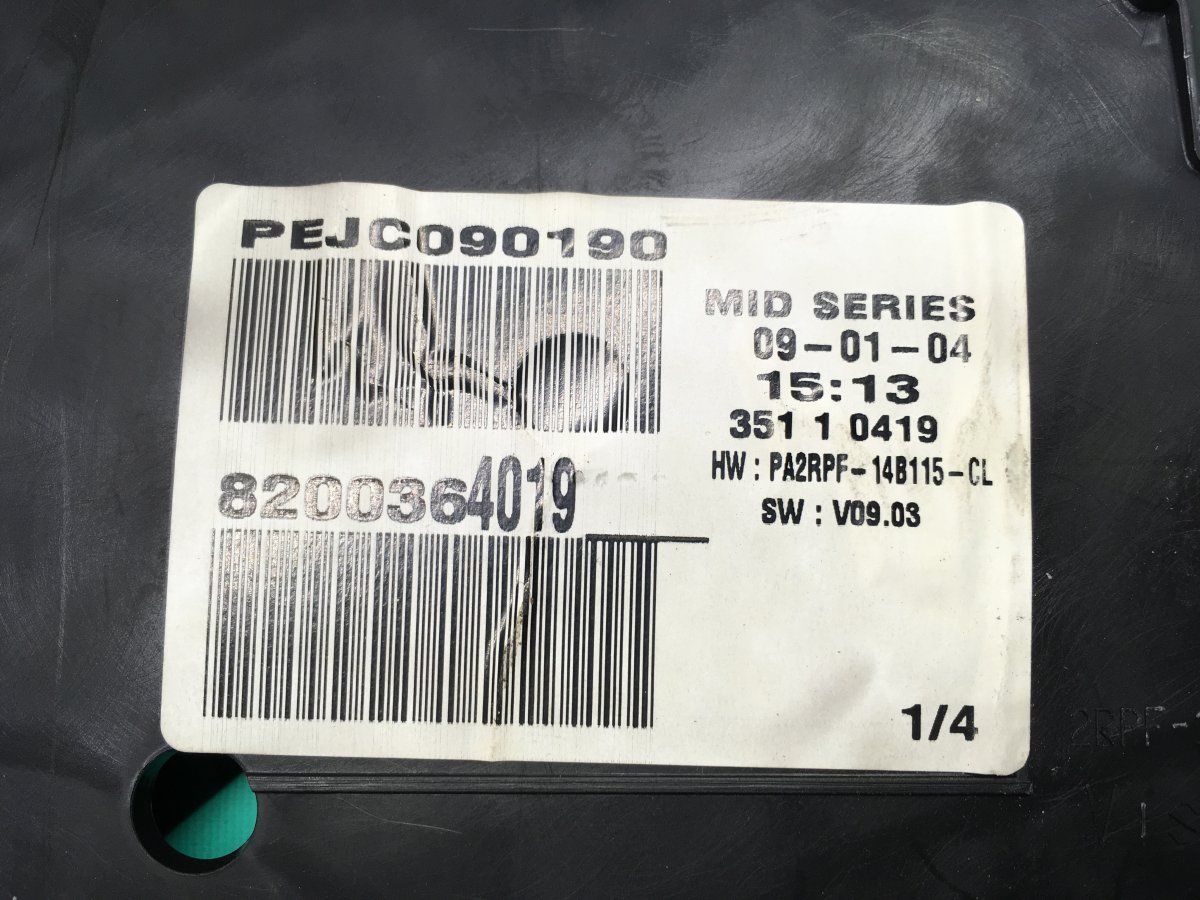 PEJC090190
MID SERIES
09-01-04
15:13
351 1 0419
HW : PA2RPF-14B115-CL
SW : V09.03
8200364019
1/4
2RPF-